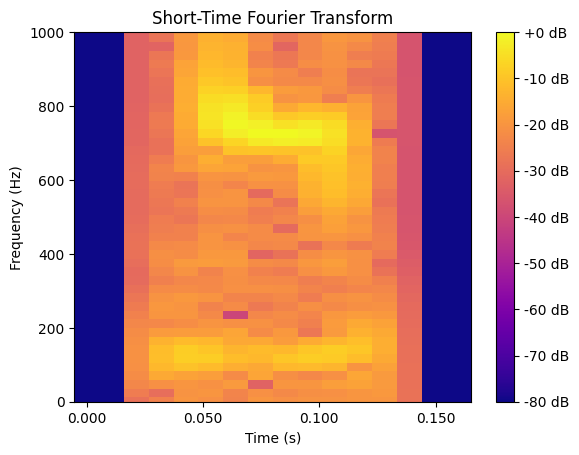 Short-Time Fourier Transform
1000
800
600
400
200
0
Frequency (Hz)
0.000
0.050
0.100
0.150
Time (s)
+0 dB
-10 dB
-20 dB
-30 dB
-40 dB
-50 dB
-60 dB
-70 dB
-80 dB